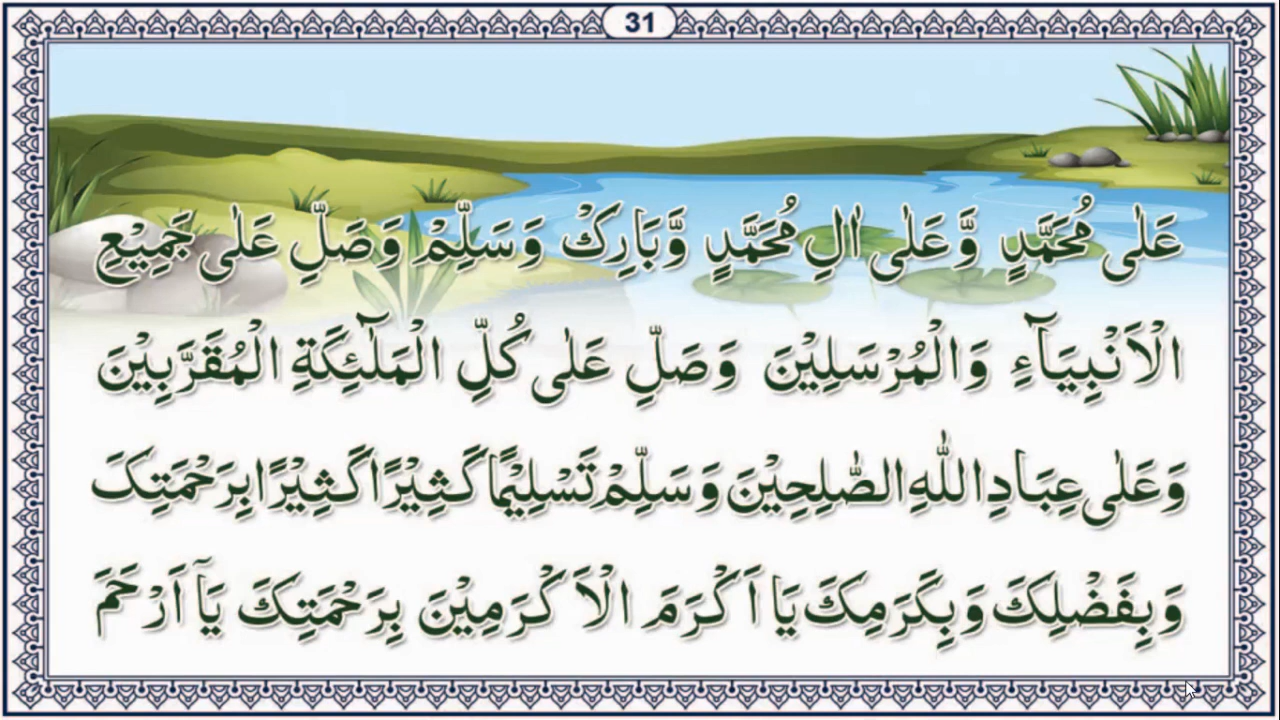 31
عَلٰى مُحَمَّدٍ وَّعَلٰى اٰلِ مُحَمَّدٍ وَّبَارِكْ وَسَلِّمْ وَصَلِّ عَلٰى جَمِيْعِ
الْاَنْبِيَآءِ وَالْمُرْسَلِيْنَ وَصَلِّ عَلٰى كُلِّ الْمَلٰٓئِكَةِ الْمُقَرَّبِيْنَ
وَعَلٰى عِبَادِ اللّٰهِ الصّٰلِحِيْنَ وَسَلِّمْ تَسْلِيْمًا كَثِيْرًا كَثِيْرًا بِرَحْمَتِكَ
وَبِفَضْلِكَ وَبِكَرَمِكَ يَا اَكْرَمَ الْاَكْرَمِيْنَ بِرَحْمَتِكَ يَآ اَرْحَمَ